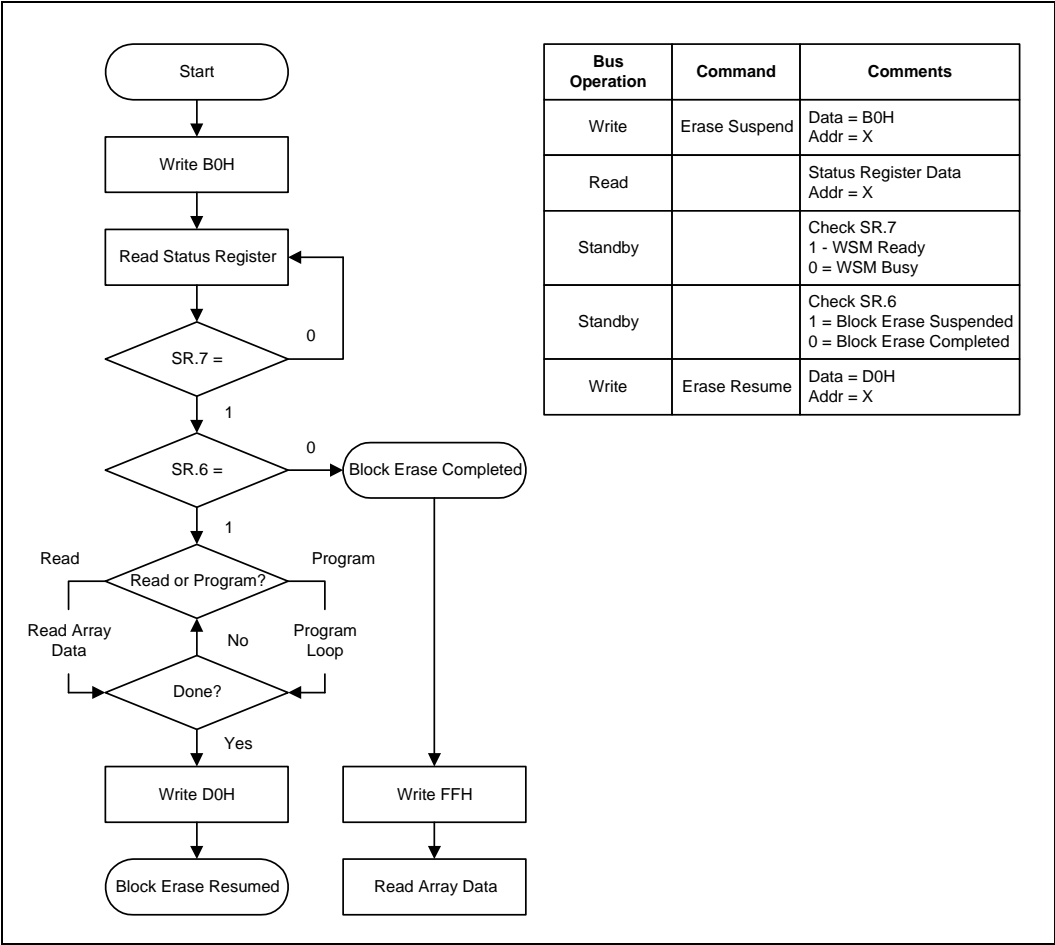 Start
Write B0H
Read Status Register
0
SR.7 =
1
0
SR.6 =
Block Erase Completed
1
Read
Program
Read or Program?
Read Array
Data
No
Program
Loop
Done?
Yes
Write D0H
Write FFH
Block Erase Resumed
Read Array Data
Bus
Operation
Command
Comments
Write
Erase Suspend
Data = B0H
Addr = X
Read
Status Register Data
Addr = X
Standby
Check SR.7
1 - WSM Ready
0 = WSM Busy
Standby
Check SR.6
1 = Block Erase Suspended
0 = Block Erase Completed
Write
Erase Resume
Data = D0H
Addr = X